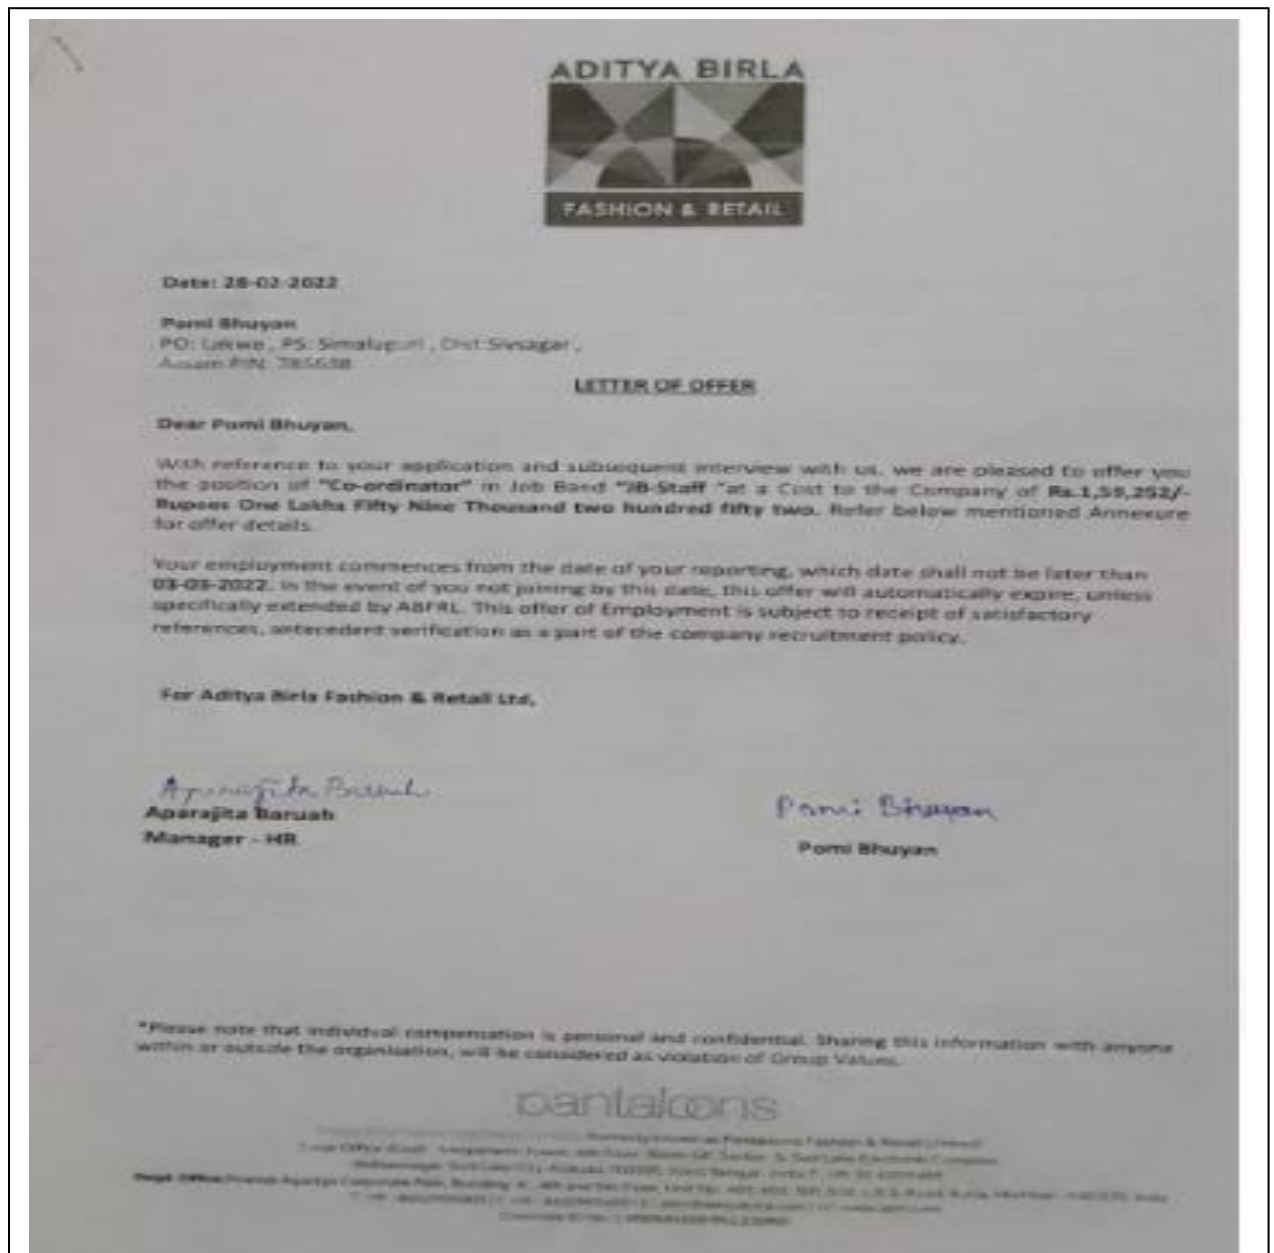 ADITYA BIRLA
FASHION & RETAIL
Date: 28-02-2022
Pomi Bhuyan
PO: Lakwa , PS: Simaluguri , Dist Sivsagar ,
Assam PIN: 785688
LETTER OF OFFER
Dear Pomi Bhuyan,
With reference to your application and subsequent interview with us, we are pleased to offer you
the position of "Co-ordinator" in Job Band "JB-Staff "at a Cost to the Company of Rs.1,59,252/-
Rupees One Lakhs Fifty Nine Thousand two hundred fifty two. Refer below mentioned Annexure
for offer details.
Your employment commences from the date of your reporting, which date shall not be later than
03-03-2022. In the event of you not joining by this date, this offer will automatically expire, unless
specifically extended by ABFRL. This offer of Employment is subject to receipt of satisfactory
references, antecedent verification as a part of the company recruitment policy.
For Aditya Birla Fashion & Retail Ltd,
Aparajita Baruah
Pomi Bhuyan
Aparajita Baruah
Manager - HR
Pomi Bhuyan
*Please note that individual compensation is personal and confidential. Sharing this information with anyone
within or outside the organisation, will be considered as violation of Group Values.
pantaloons
Fashion & Retail Limited
Regd. Office: